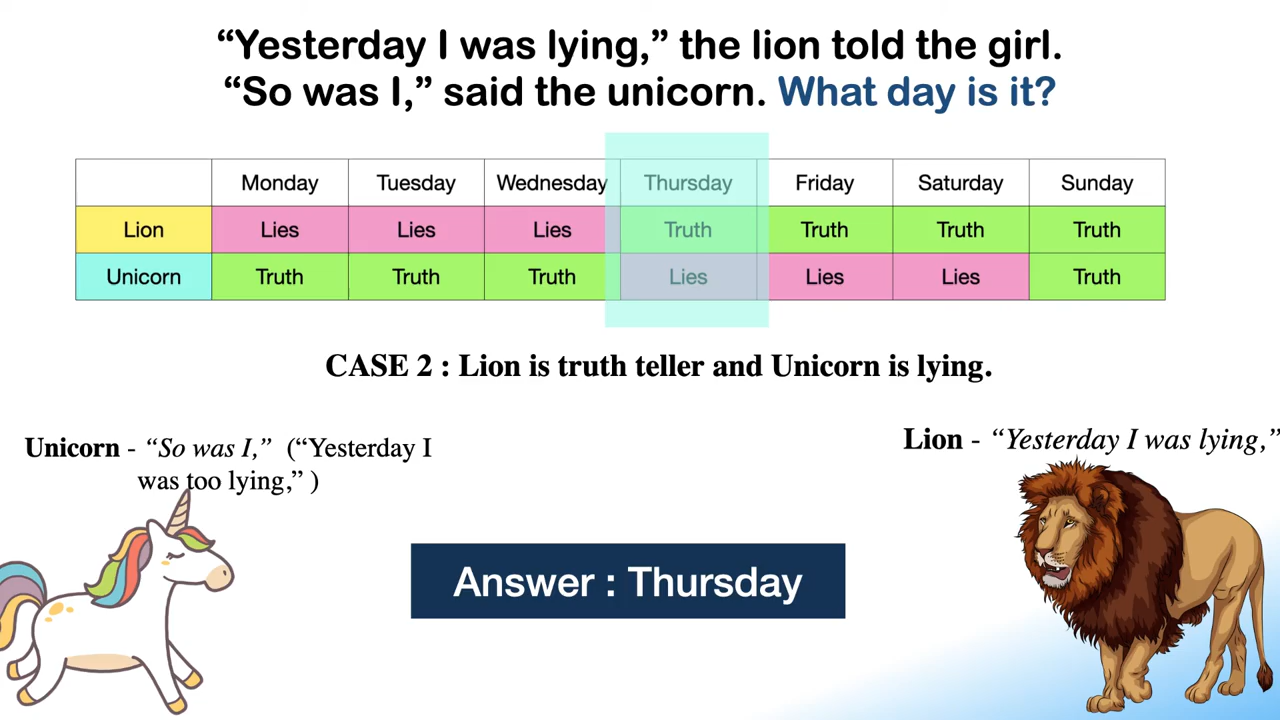 “Yesterday I was lying,” the lion told the girl.
“So was I,” said the unicorn. What day is it?
Monday Tuesday Wednesday Thursday Friday Saturday Sunday
Lion Lies Lies Lies Truth Truth Truth Truth
Unicorn Truth Truth Truth Lies Lies Lies Truth
CASE 2 : Lion is truth teller and Unicorn is lying.
Unicorn - “So was I,” (“Yesterday I
was too lying,” )
Lion - “Yesterday I was lying,”
Answer : Thursday